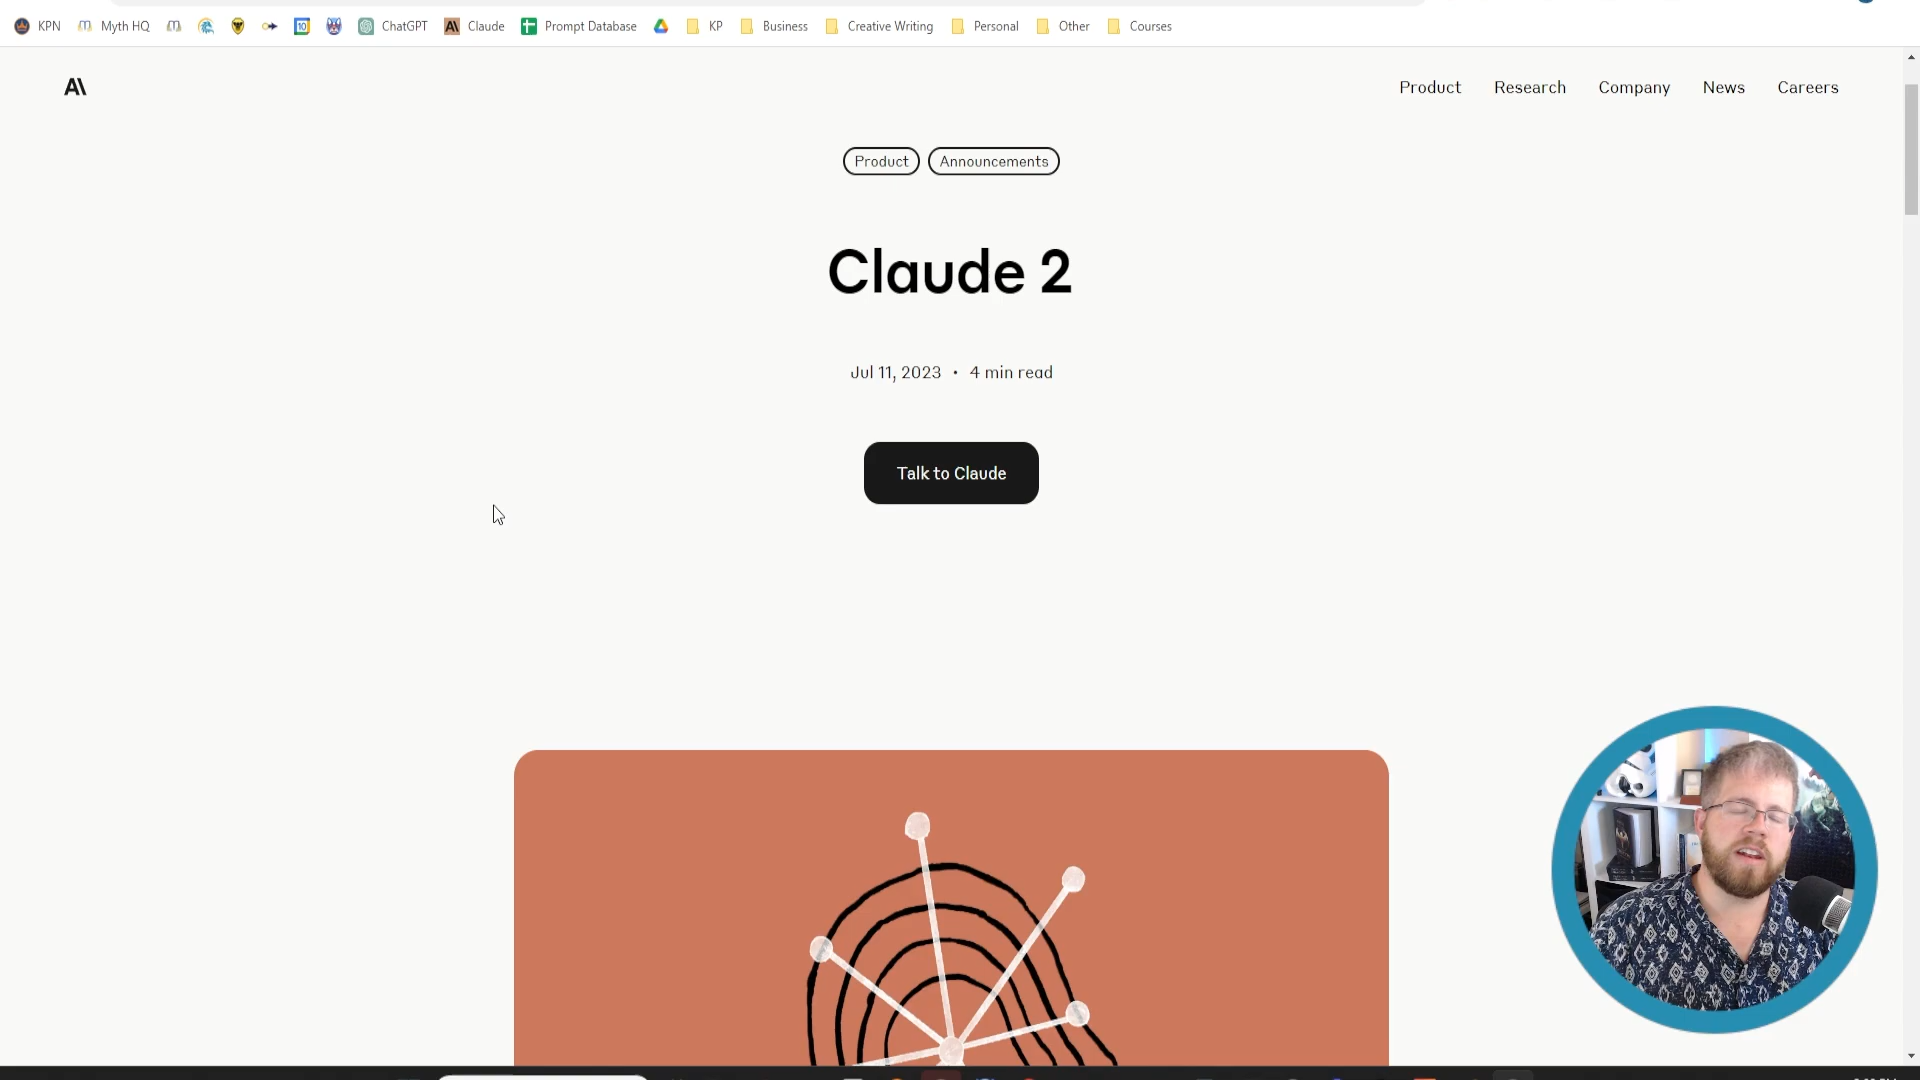 KPN Myth HQ 10 ChatGPT Claude Prompt Database KP Business Creative Writing Personal Other Courses
Product Research Company News Careers
Product Announcements
Claude 2
Jul 11, 2023 • 4 min read
Talk to Claude